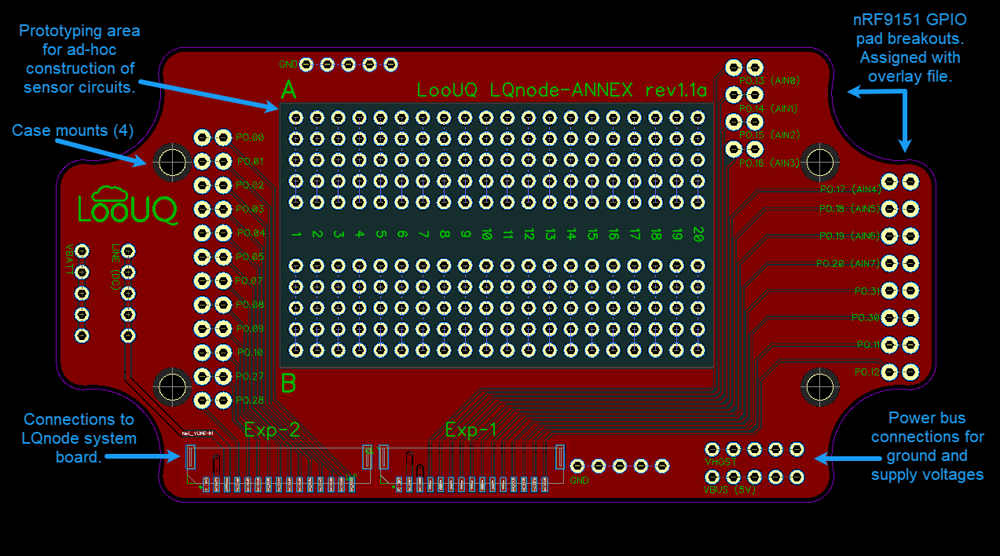 Prototyping area
for ad-hoc
construction of
sensor circuits.
nRF9151 GPIO
pad breakouts.
Assigned with
overlay file.
Case mounts (4)
GND
A
LooUQ LQnode-ANNEX rev1.1a
P0.13 (AIN0)
P0.14 (AIN1)
P0.15 (AIN2)
P0.16 (AIN3)
P0.00
P0.01
P0.02
P0.03
P0.04
P0.05
P0.07
P0.08
P0.09
P0.10
P0.27
P0.28
LooUQ
VBATT
LINE (DC)
1 2 3 4 5 6 7 8 9 10 11 12 13 14 15 16 17 18 19 20
P0.17 (AIN4)
P0.18 (AIN5)
P0.19 (AIN6)
P0.20 (AIN7)
P0.31
P0.30
P0.11
P0.12
B
Connections to
LQnode system
board.
Net_VLINE-IN
Exp-2
Exp-1
GND
VHOST
VBUS (5V)
Power bus
connections for
ground and
supply voltages